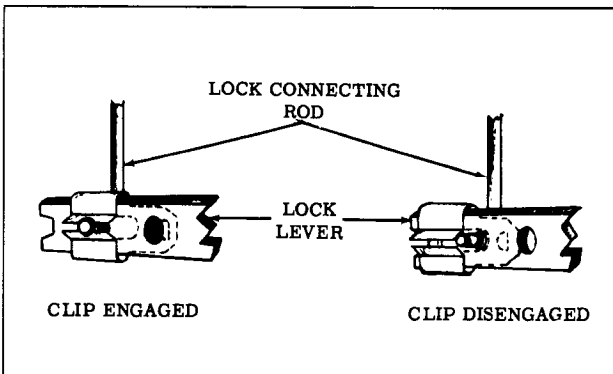 LOCK CONNECTING
ROD
LOCK
LEVER
CLIP ENGAGED
CLIP DISENGAGED